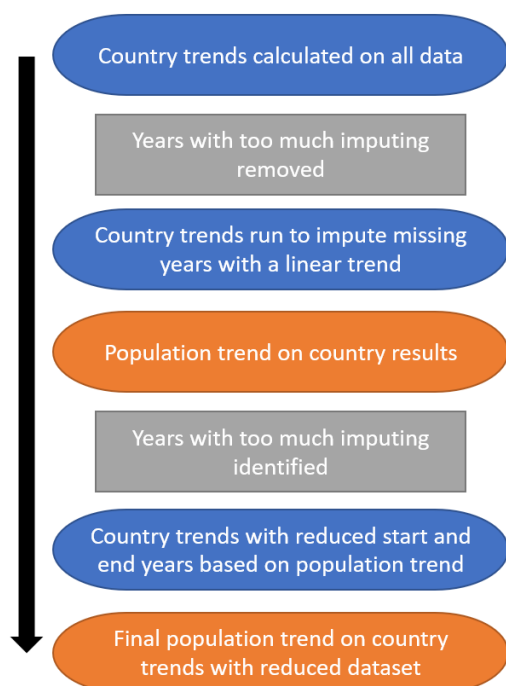 Country trends calculated on all data
Years with too much imputing
removed
Country trends run to impute missing
years with a linear trend
Population trend on country results
Years with too much imputing
identified
Country trends with reduced start and
end years based on population trend
Final population trend on country
trends with reduced dataset